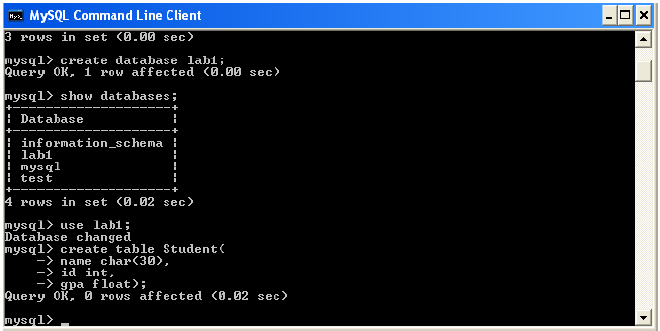 MySQL Command Line Client
3 rows in set (0.00 sec)
mysql> create database lab1;
Query OK, 1 row affected (0.00 sec)
mysql> show databases;
+--------------------+
| Database           |
+--------------------+
| information_schema |
| lab1               |
| mysql              |
| test               |
+--------------------+
4 rows in set (0.02 sec)
mysql> use lab1;
Database changed
mysql> create table Student(
    -> name char(30),
    -> id int,
    -> gpa float);
Query OK, 0 rows affected (0.02 sec)
mysql> _